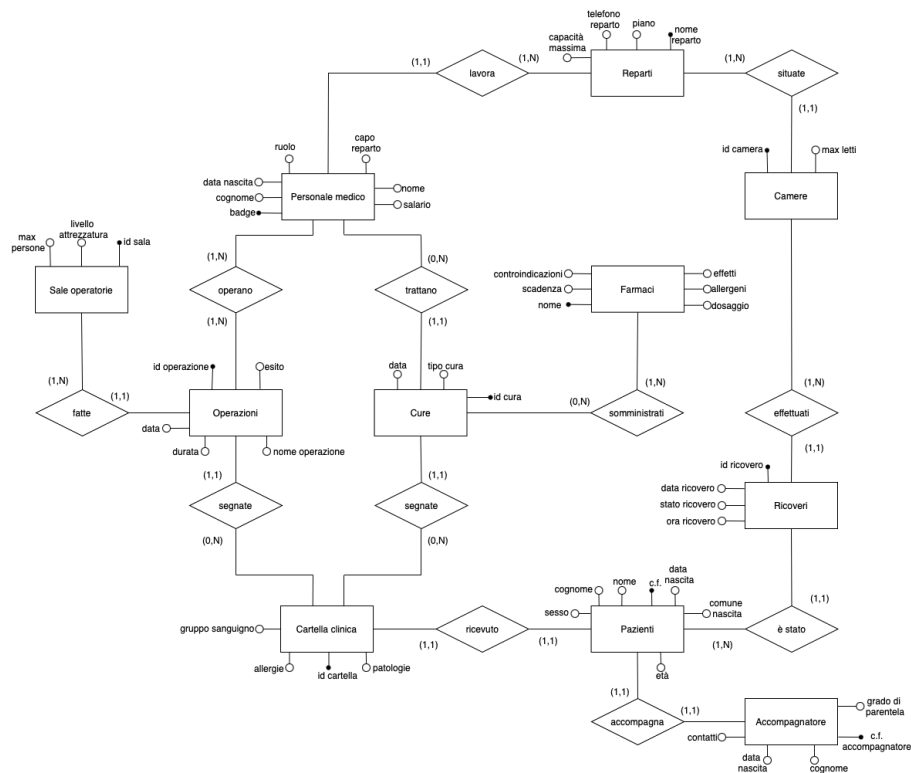 telefono
reparto
piano
nome
reparto
capacità
massima
(1,1)
lavora
(1,N)
Reparti
(1,N)
situate
(1,1)
ruolo
capo
reparto
id camera
max letti
data nascita
cognome
badge
Personale medico
nome
salario
Camere
max
persone
livello
attrezzatura
id sala
Sale operatorie
(1,N)
operano
(1,N)
(0,N)
trattano
(1,1)
controindicazioni
scadenza
nome
Farmaci
effetti
allergeni
dosaggio
id operazione
esito
data
tipo cura
(1,N)
fatte
(1,1)
Operazioni
data
durata
nome operazione
Cure
id cura
(0,N)
somministrati
(1,N)
(1,N)
effettuati
(1,1)
id ricovero
data ricovero
stato ricovero
ora ricovero
Ricoveri
(1,1)
segnate
(0,N)
(1,1)
segnate
(0,N)
cognome
nome
c.f.
data
nascita
sesso
comune
nascita
(1,1)
gruppo sanguigno
Cartella clinica
allergie
id cartella
patologie
(1,1)
ricevuto
(1,1)
Pazienti
età
(1,N)
è stato
(1,1)
accompagna
(1,1)
Accompagnatore
grado di
parentela
contatti
c.f.
accompagnatore
data
nascita
cognome